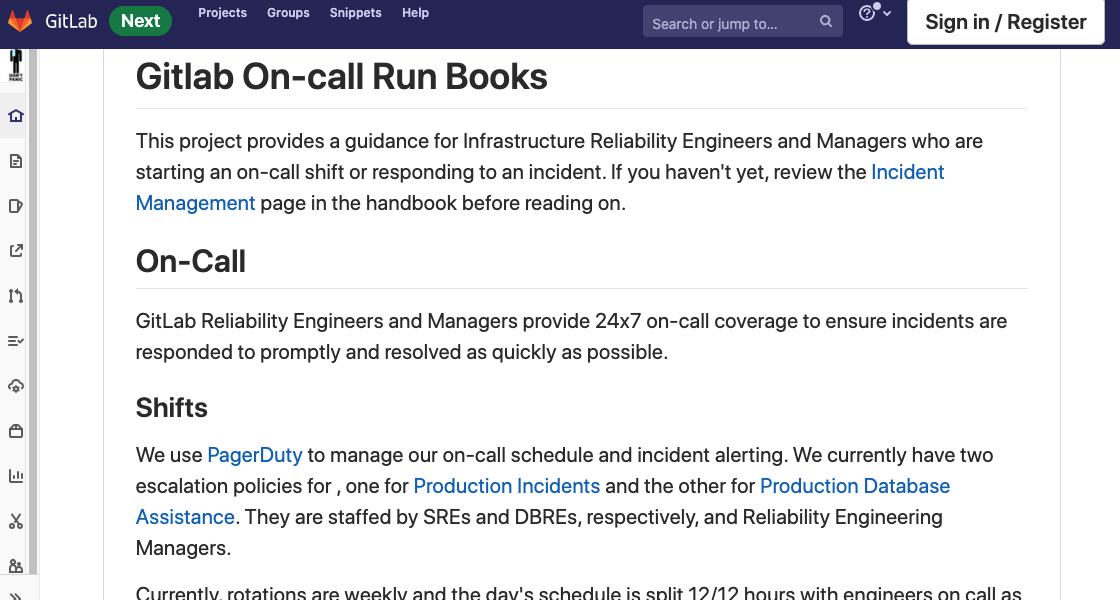 GitLab Next Projects Groups Snippets Help Search or jump to... Sign in / Register
DON'T
PANIC
Gitlab On-call Run Books
This project provides a guidance for Infrastructure Reliability Engineers and Managers who are
starting an on-call shift or responding to an incident. If you haven't yet, review the Incident
Management page in the handbook before reading on.
On-Call
GitLab Reliability Engineers and Managers provide 24x7 on-call coverage to ensure incidents are
responded to promptly and resolved as quickly as possible.
Shifts
We use PagerDuty to manage our on-call schedule and incident alerting. We currently have two
escalation policies for , one for Production Incidents and the other for Production Database
Assistance. They are staffed by SREs and DBREs, respectively, and Reliability Engineering
Managers.
Currently, rotations are weekly and the day's schedule is split 12/12 hours with engineers on call as